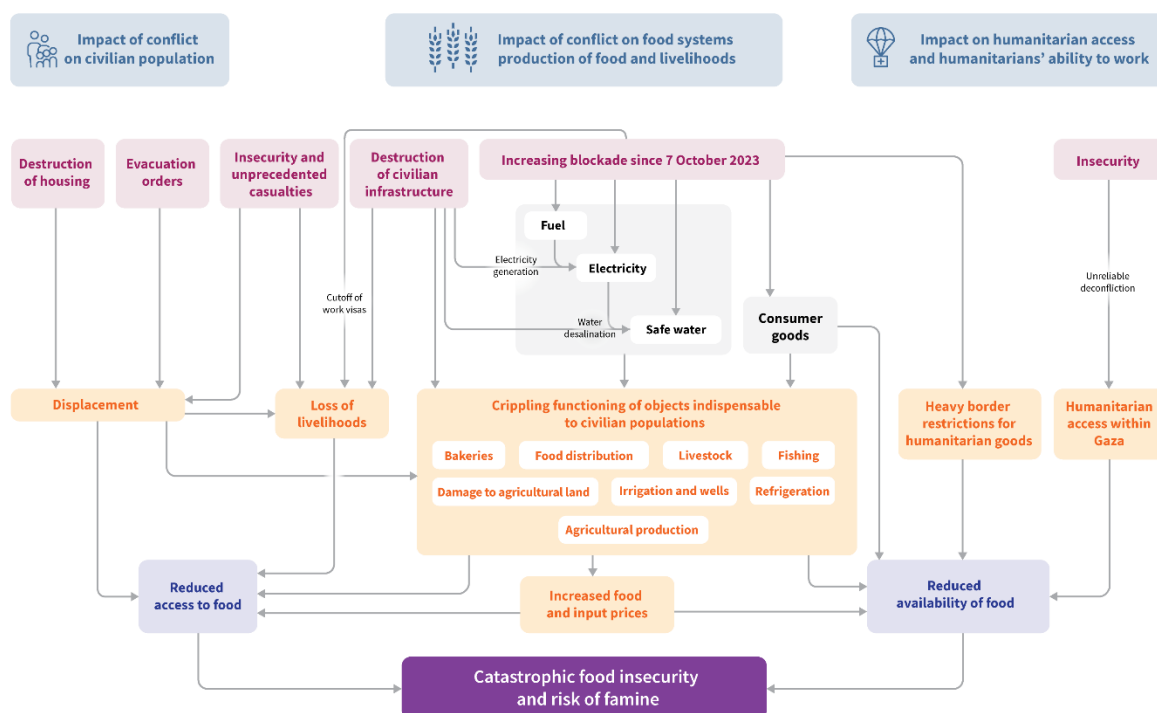 Impact of conflict
on civilian population
Impact of conflict on food systems
production of food and livelihoods
Impact on humanitarian access
and humanitarians’ ability to work
Destruction
of housing
Evacuation
orders
Insecurity and
unprecedented
casualties
Destruction
of civilian
infrastructure
Increasing blockade since 7 October 2023
Insecurity
Fuel
Electricity
generation
Electricity
Unreliable
deconfliction
Cutoff of
work visas
Water
desalination
Safe water
Consumer
goods
Displacement
Loss of
livelihoods
Crippling functioning of objects indispensable
to civilian populations
Heavy border
restrictions for
humanitarian goods
Humanitarian
access within
Gaza
Bakeries
Food distribution
Livestock
Fishing
Damage to agricultural land
Irrigation and wells
Refrigeration
Agricultural production
Reduced
access to food
Increased food
and input prices
Reduced
availability of food
Catastrophic food insecurity
and risk of famine